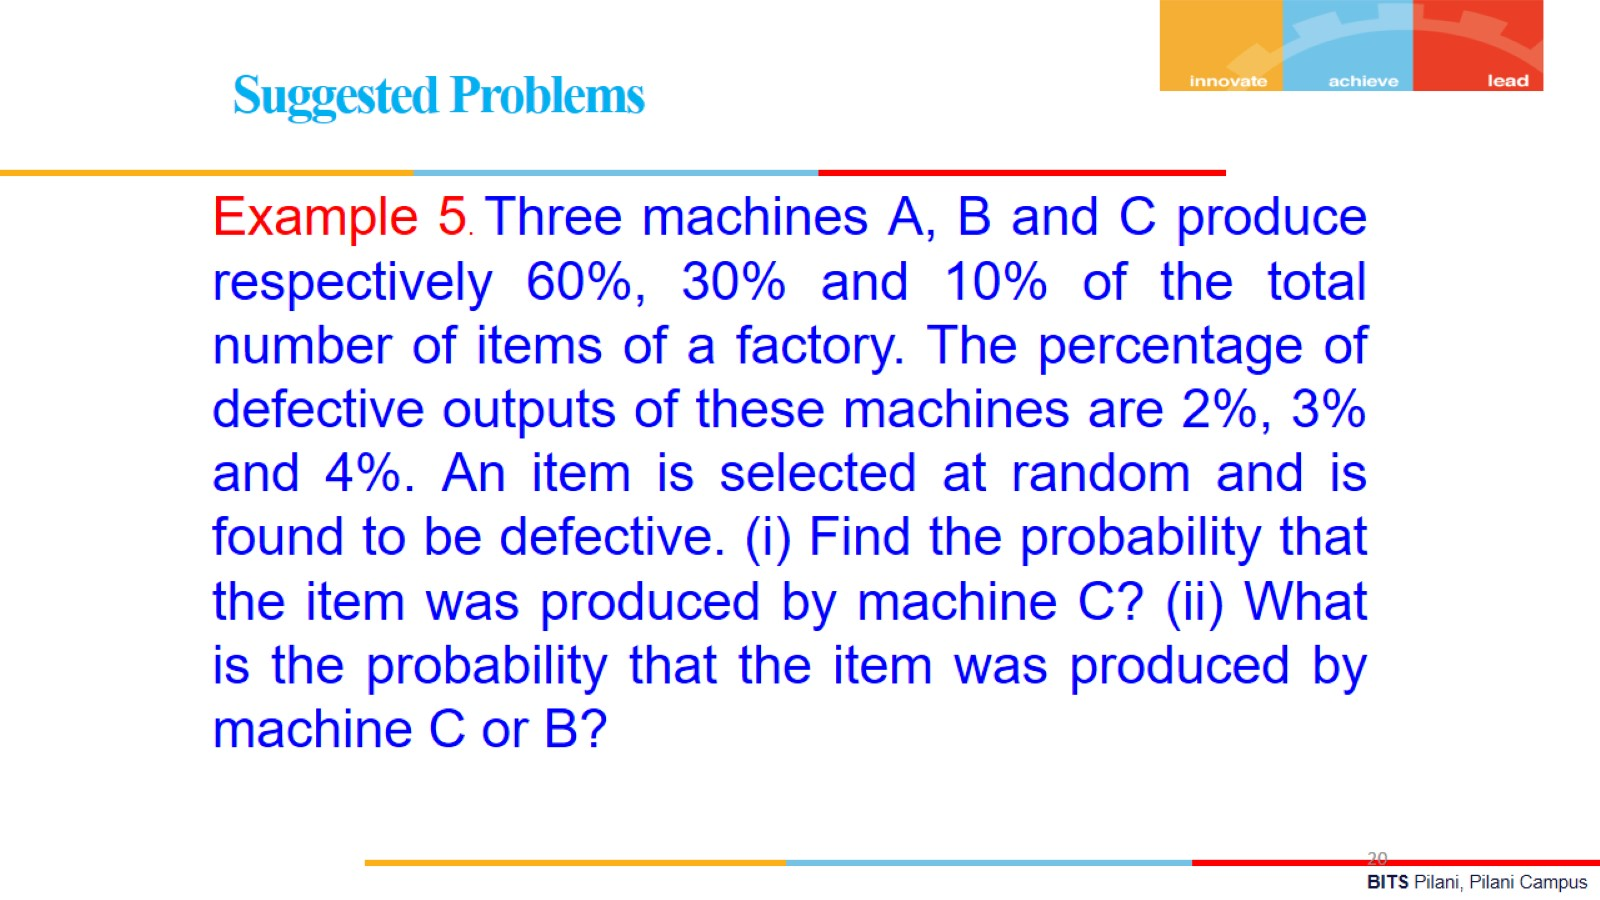 innovate achieve lead
Suggested Problems
Example 5. Three machines A, B and C produce
respectively 60%, 30% and 10% of the total
number of items of a factory. The percentage of
defective outputs of these machines are 2%, 3%
and 4%. An item is selected at random and is
found to be defective. (i) Find the probability that
the item was produced by machine C? (ii) What
is the probability that the item was produced by
machine C or B?
20
BITS Pilani, Pilani Campus